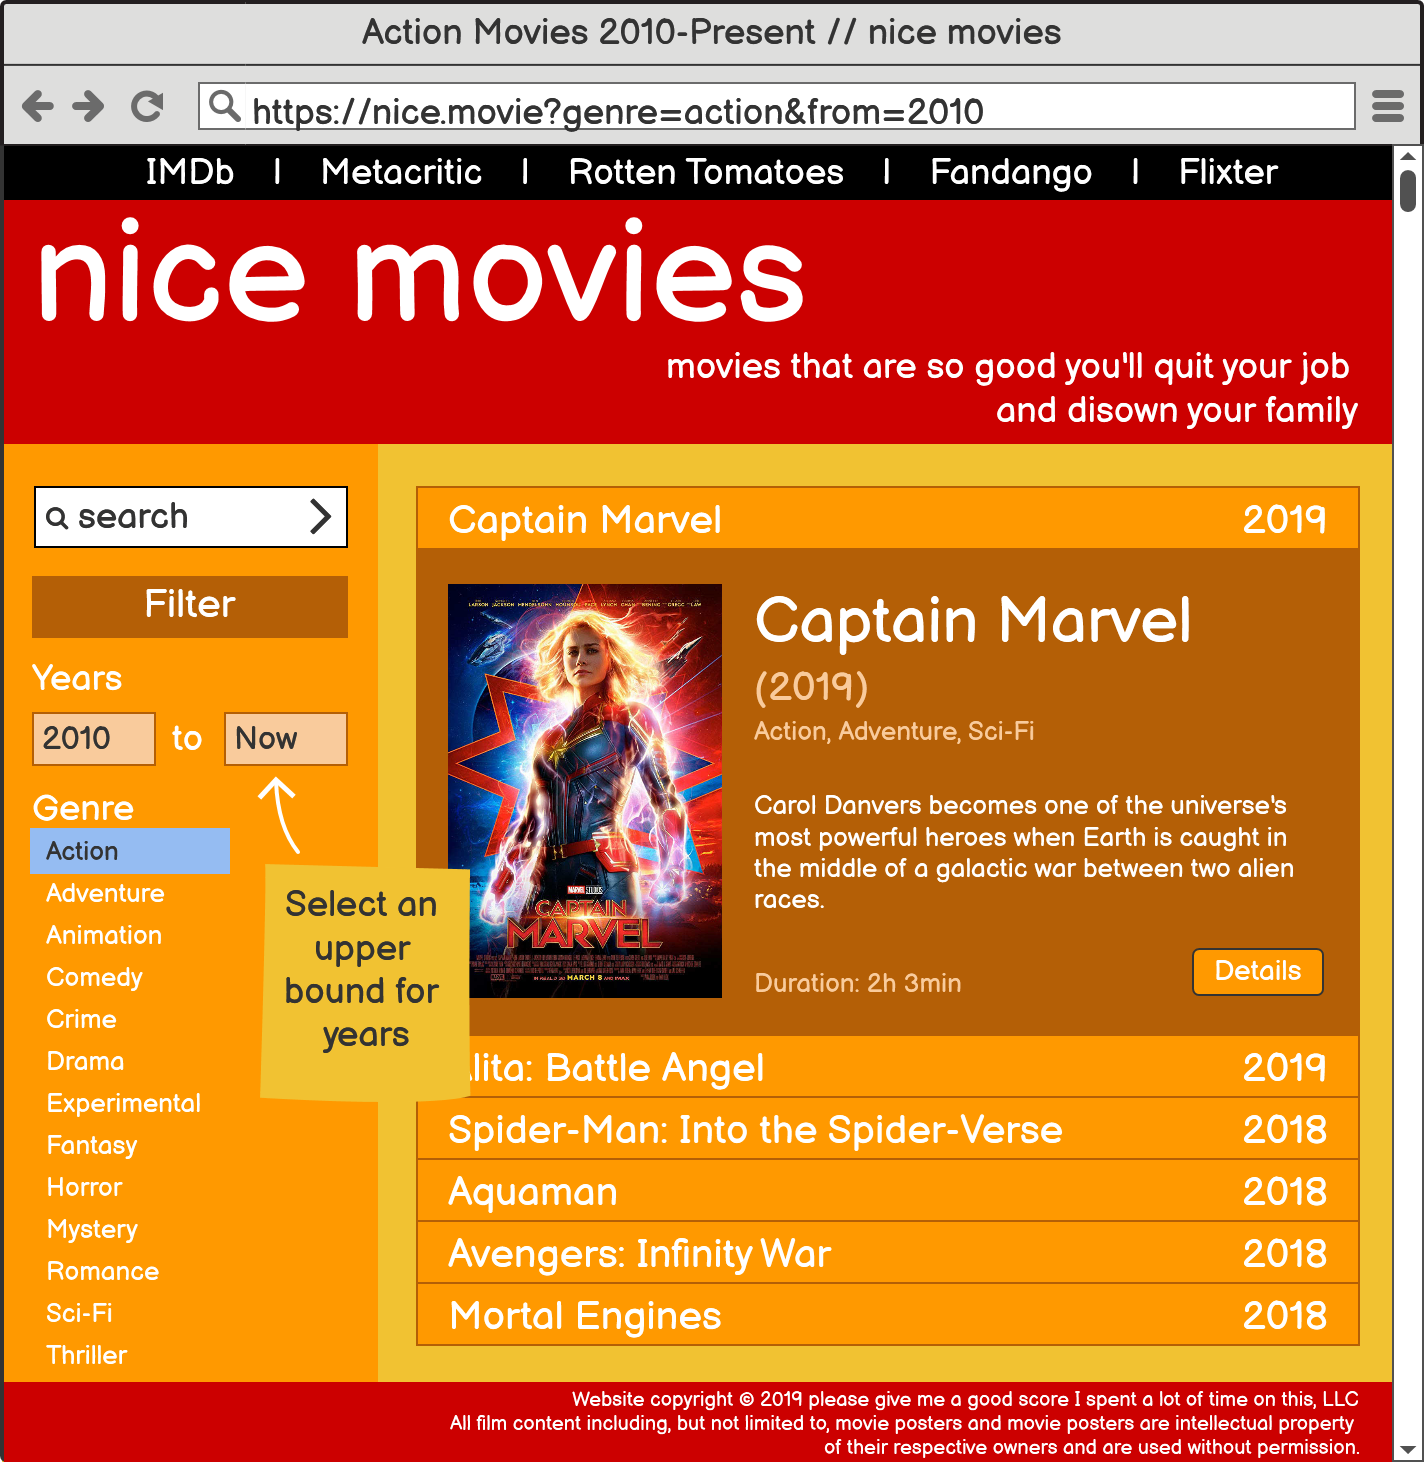 Action Movies 2010-Present // nice movies
https://nice.movie?genre=action&from=2010
IMDb | Metacritic | Rotten Tomatoes | Fandango | Flixter
nice movies
movies that are so good you'll quit your job
and disown your family
search
Filter
Years
2010 to Now
Genre
Action
Adventure
Animation
Comedy
Crime
Drama
Experimental
Fantasy
Horror
Mystery
Romance
Sci-Fi
Thriller
Select an
upper
bound for
years
Captain Marvel 2019
MARVEL STUDIOS
CAPTAIN
MARVEL
MARCH 8
Captain Marvel
(2019)
Action, Adventure, Sci-Fi
Carol Danvers becomes one of the universe's
most powerful heroes when Earth is caught in
the middle of a galactic war between two alien
races.
Duration: 2h 3min
Details
lita: Battle Angel 2019
Spider-Man: Into the Spider-Verse 2018
Aquaman 2018
Avengers: Infinity War 2018
Mortal Engines 2018
Website copyright © 2019 please give me a good score I spent a lot of time on this, LLC
All film content including, but not limited to, movie posters and movie posters are intellectual property
of their respective owners and are used without permission.